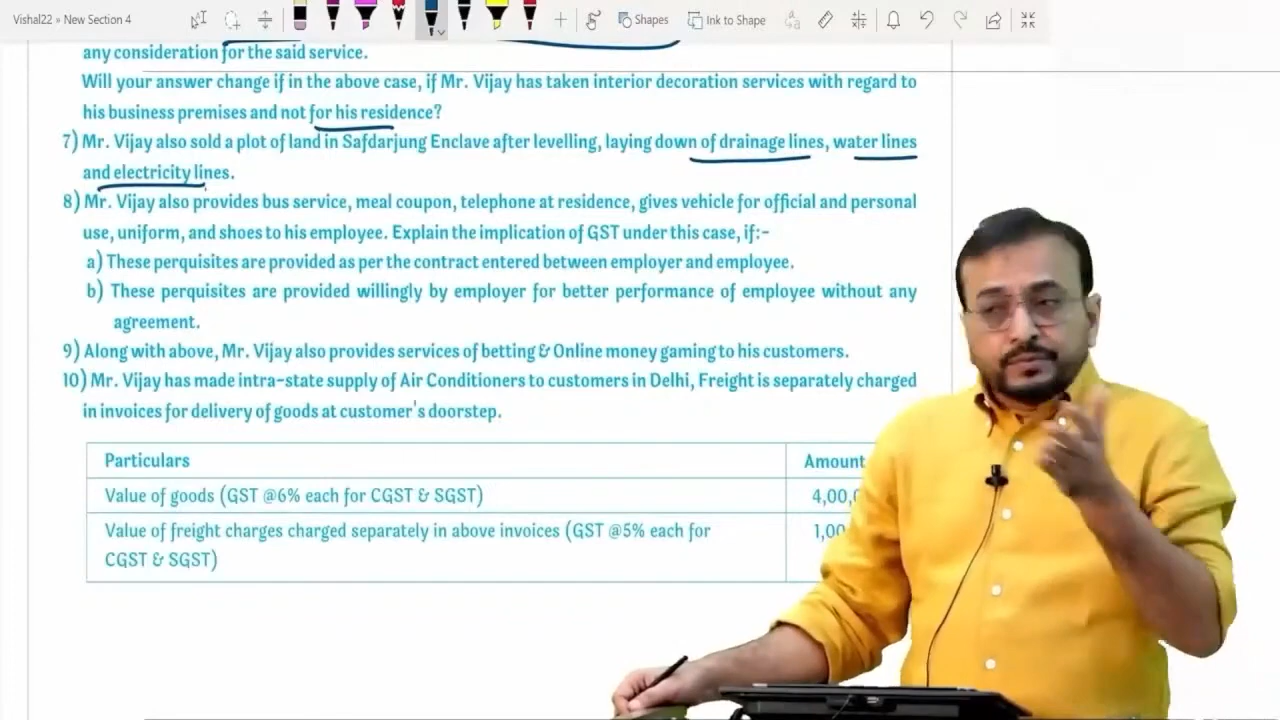 Vishal22 » New Section 4
Shapes
Ink to Shape
any consideration for the said service.
Will your answer change if in the above case, if Mr. Vijay has taken interior decoration services with regard to
his business premises and not for his residence?
7) Mr. Vijay also sold a plot of land in Safdarjung Enclave after levelling, laying down of drainage lines, water lines
and electricity lines.
8) Mr. Vijay also provides bus service, meal coupon, telephone at residence, gives vehicle for official and personal
use, uniform, and shoes to his employee. Explain the implication of GST under this case, if:-
a) These perquisites are provided as per the contract entered between employer and employee.
b) These perquisites are provided willingly by employer for better performance of employee without any
agreement.
9) Along with above, Mr. Vijay also provides services of betting & Online money gaming to his customers.
10) Mr. Vijay has made intra-state supply of Air Conditioners to customers in Delhi, Freight is separately charged
in invoices for delivery of goods at customer's doorstep.
Particulars Amount
Value of goods (GST @6% each for CGST & SGST) 4,00,0
Value of freight charges charged separately in above invoices (GST @5% each for 1,00
CGST & SGST)